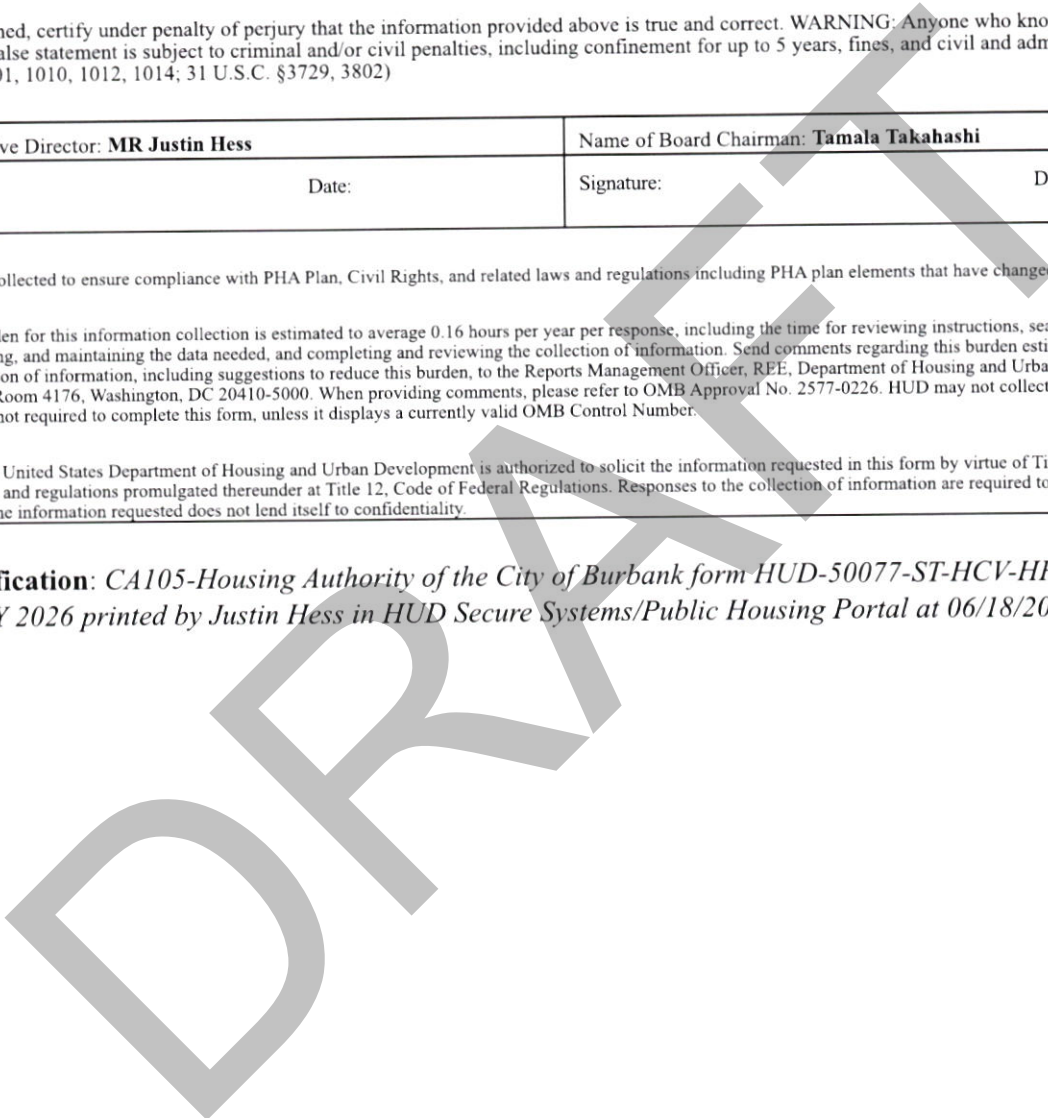 ned, certify under penalty of perjury that the information provided above is true and correct. WARNING: Anyone who kno
alse statement is subject to criminal and/or civil penalties, including confinement for up to 5 years, fines, and civil and adm
01, 1010, 1012, 1014; 31 U.S.C. §3729, 3802)
ve Director: MR Justin Hess
Name of Board Chairman: Tamala Takahashi
Date:
Signature:
D
ollected to ensure compliance with PHA Plan, Civil Rights, and related laws and regulations including PHA plan elements that have changed
en for this information collection is estimated to average 0.16 hours per year per response, including the time for reviewing instructions, sea
ng, and maintaining the data needed, and completing and reviewing the collection of information. Send comments regarding this burden esti
on of information, including suggestions to reduce this burden, to the Reports Management Officer, REE, Department of Housing and Urba
Room 4176, Washington, DC 20410-5000. When providing comments, please refer to OMB Approval No. 2577-0226. HUD may not collect
not required to complete this form, unless it displays a currently valid OMB Control Number.
United States Department of Housing and Urban Development is authorized to solicit the information requested in this form by virtue of Ti
and regulations promulgated thereunder at Title 12, Code of Federal Regulations. Responses to the collection of information are required to
he information requested does not lend itself to confidentiality.
fication: CA105-Housing Authority of the City of Burbank form HUD-50077-ST-HCV-HP
Y 2026 printed by Justin Hess in HUD Secure Systems/Public Housing Portal at 06/18/20
DRAFT